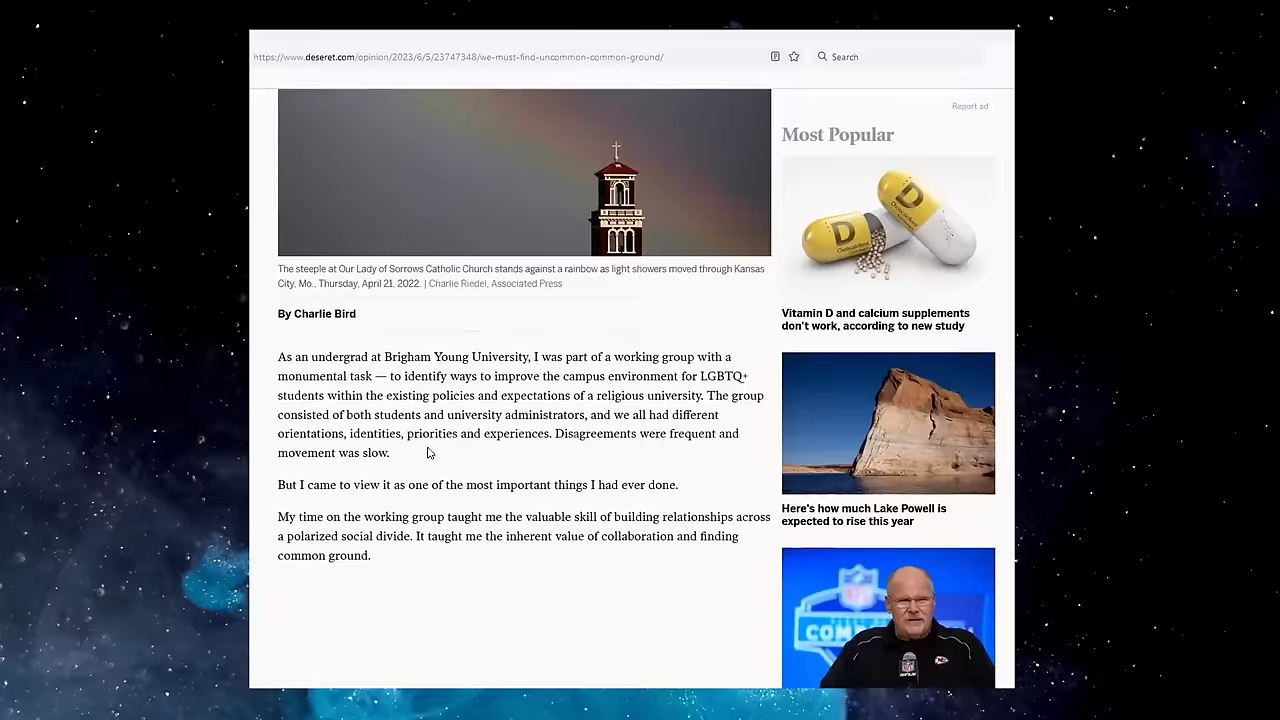 https://www.deseret.com/opinion/2023/6/5/23747348/we-must-find-uncommon-common-ground/
Search
The steeple at Our Lady of Sorrows Catholic Church stands against a rainbow as light showers moved through Kansas
City, Mo., Thursday, April 21, 2022. | Charlie Riedel, Associated Press
By Charlie Bird
As an undergrad at Brigham Young University, I was part of a working group with a
monumental task — to identify ways to improve the campus environment for LGBTQ+
students within the existing policies and expectations of a religious university. The group
consisted of both students and university administrators, and we all had different
orientations, identities, priorities and experiences. Disagreements were frequent and
movement was slow.
But I came to view it as one of the most important things I had ever done.
My time on the working group taught me the valuable skill of building relationships across
a polarized social divide. It taught me the inherent value of collaboration and finding
common ground.
Report ad
Most Popular
D
D
Vitamin D and calcium supplements
don't work, according to new study
Here's how much Lake Powell is
expected to rise this year
NFL
COM
NFL